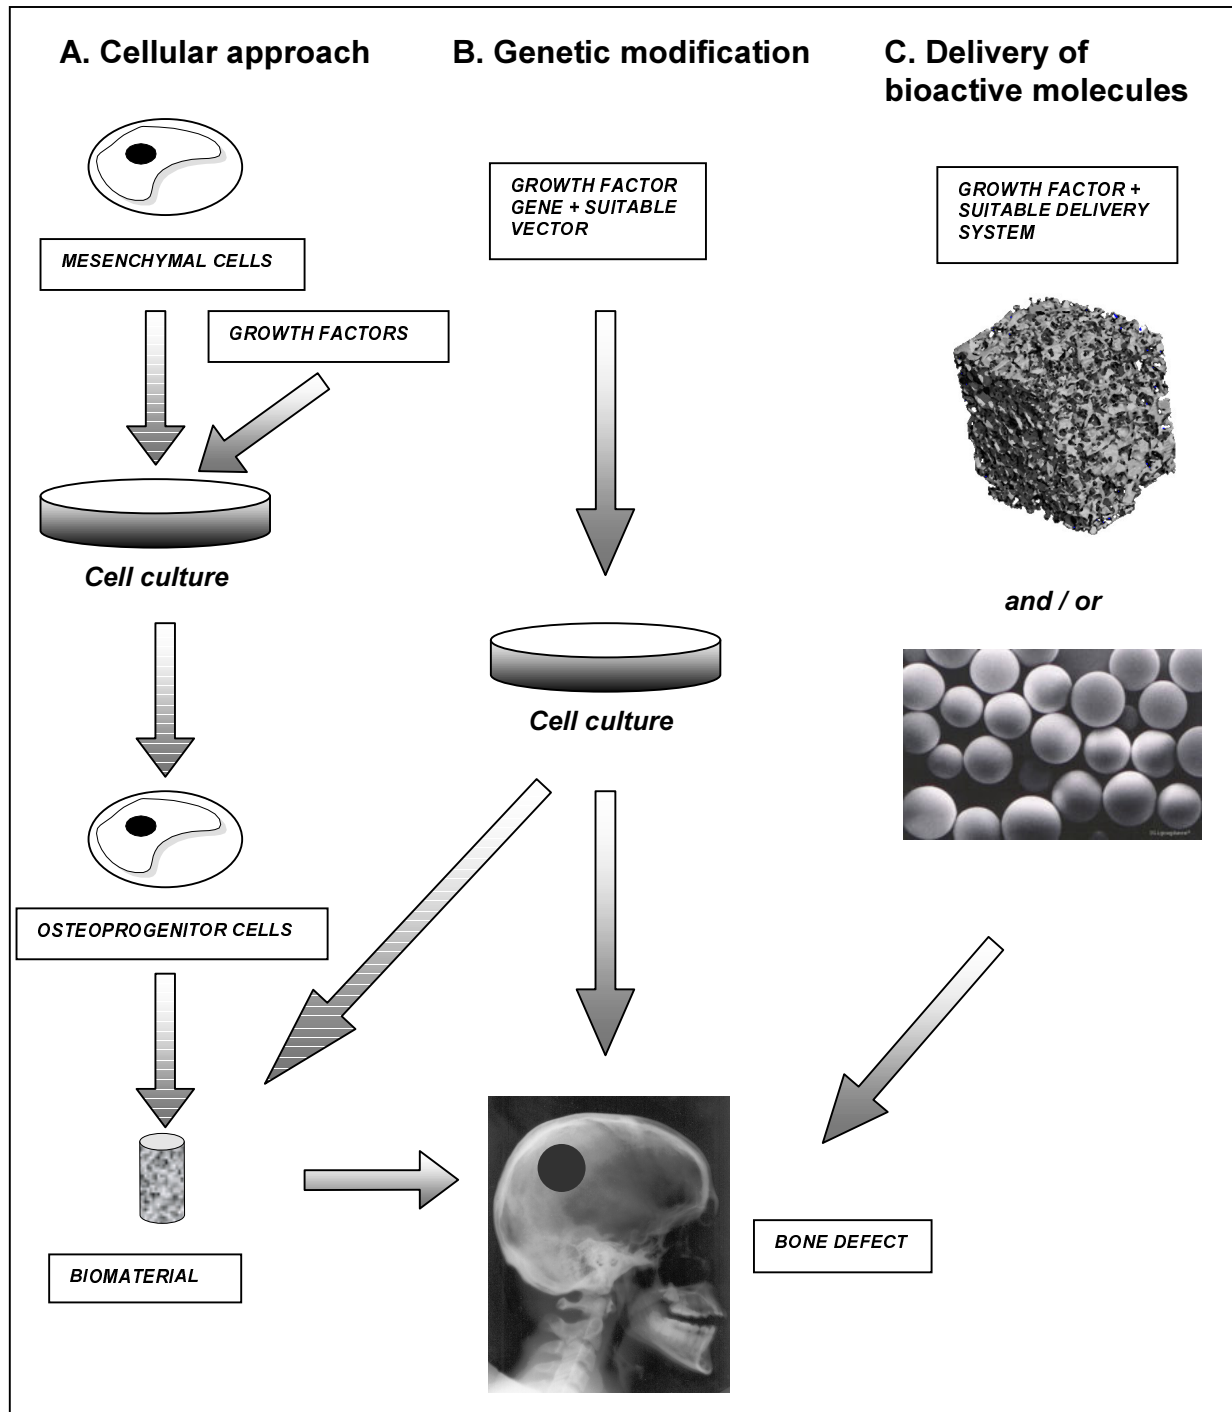 A. Cellular approach
B. Genetic modification
C. Delivery of
bioactive molecules
MESENCHYMAL CELLS
GROWTH FACTORS
Cell culture
OSTEOPROGENITOR CELLS
BIOMATERIAL
GROWTH FACTOR
GENE + SUITABLE
VECTOR
Cell culture
GROWTH FACTOR +
SUITABLE DELIVERY
SYSTEM
and / or
BONE DEFECT